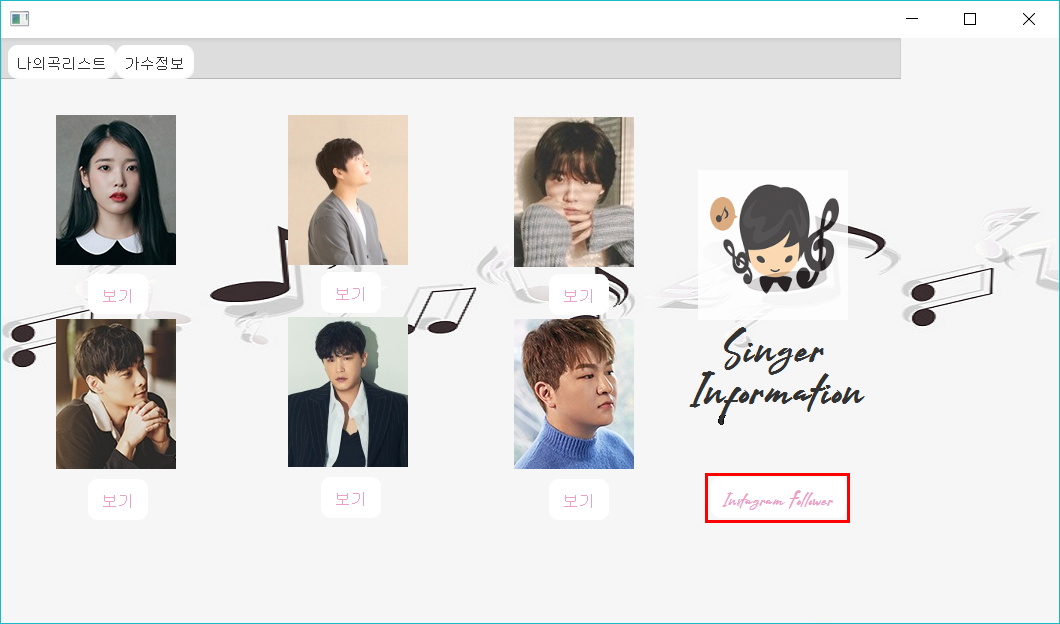 나의곡리스트 가수정보
보기 보기 보기
Singer
Information
보기 보기 보기
Instagram Follower